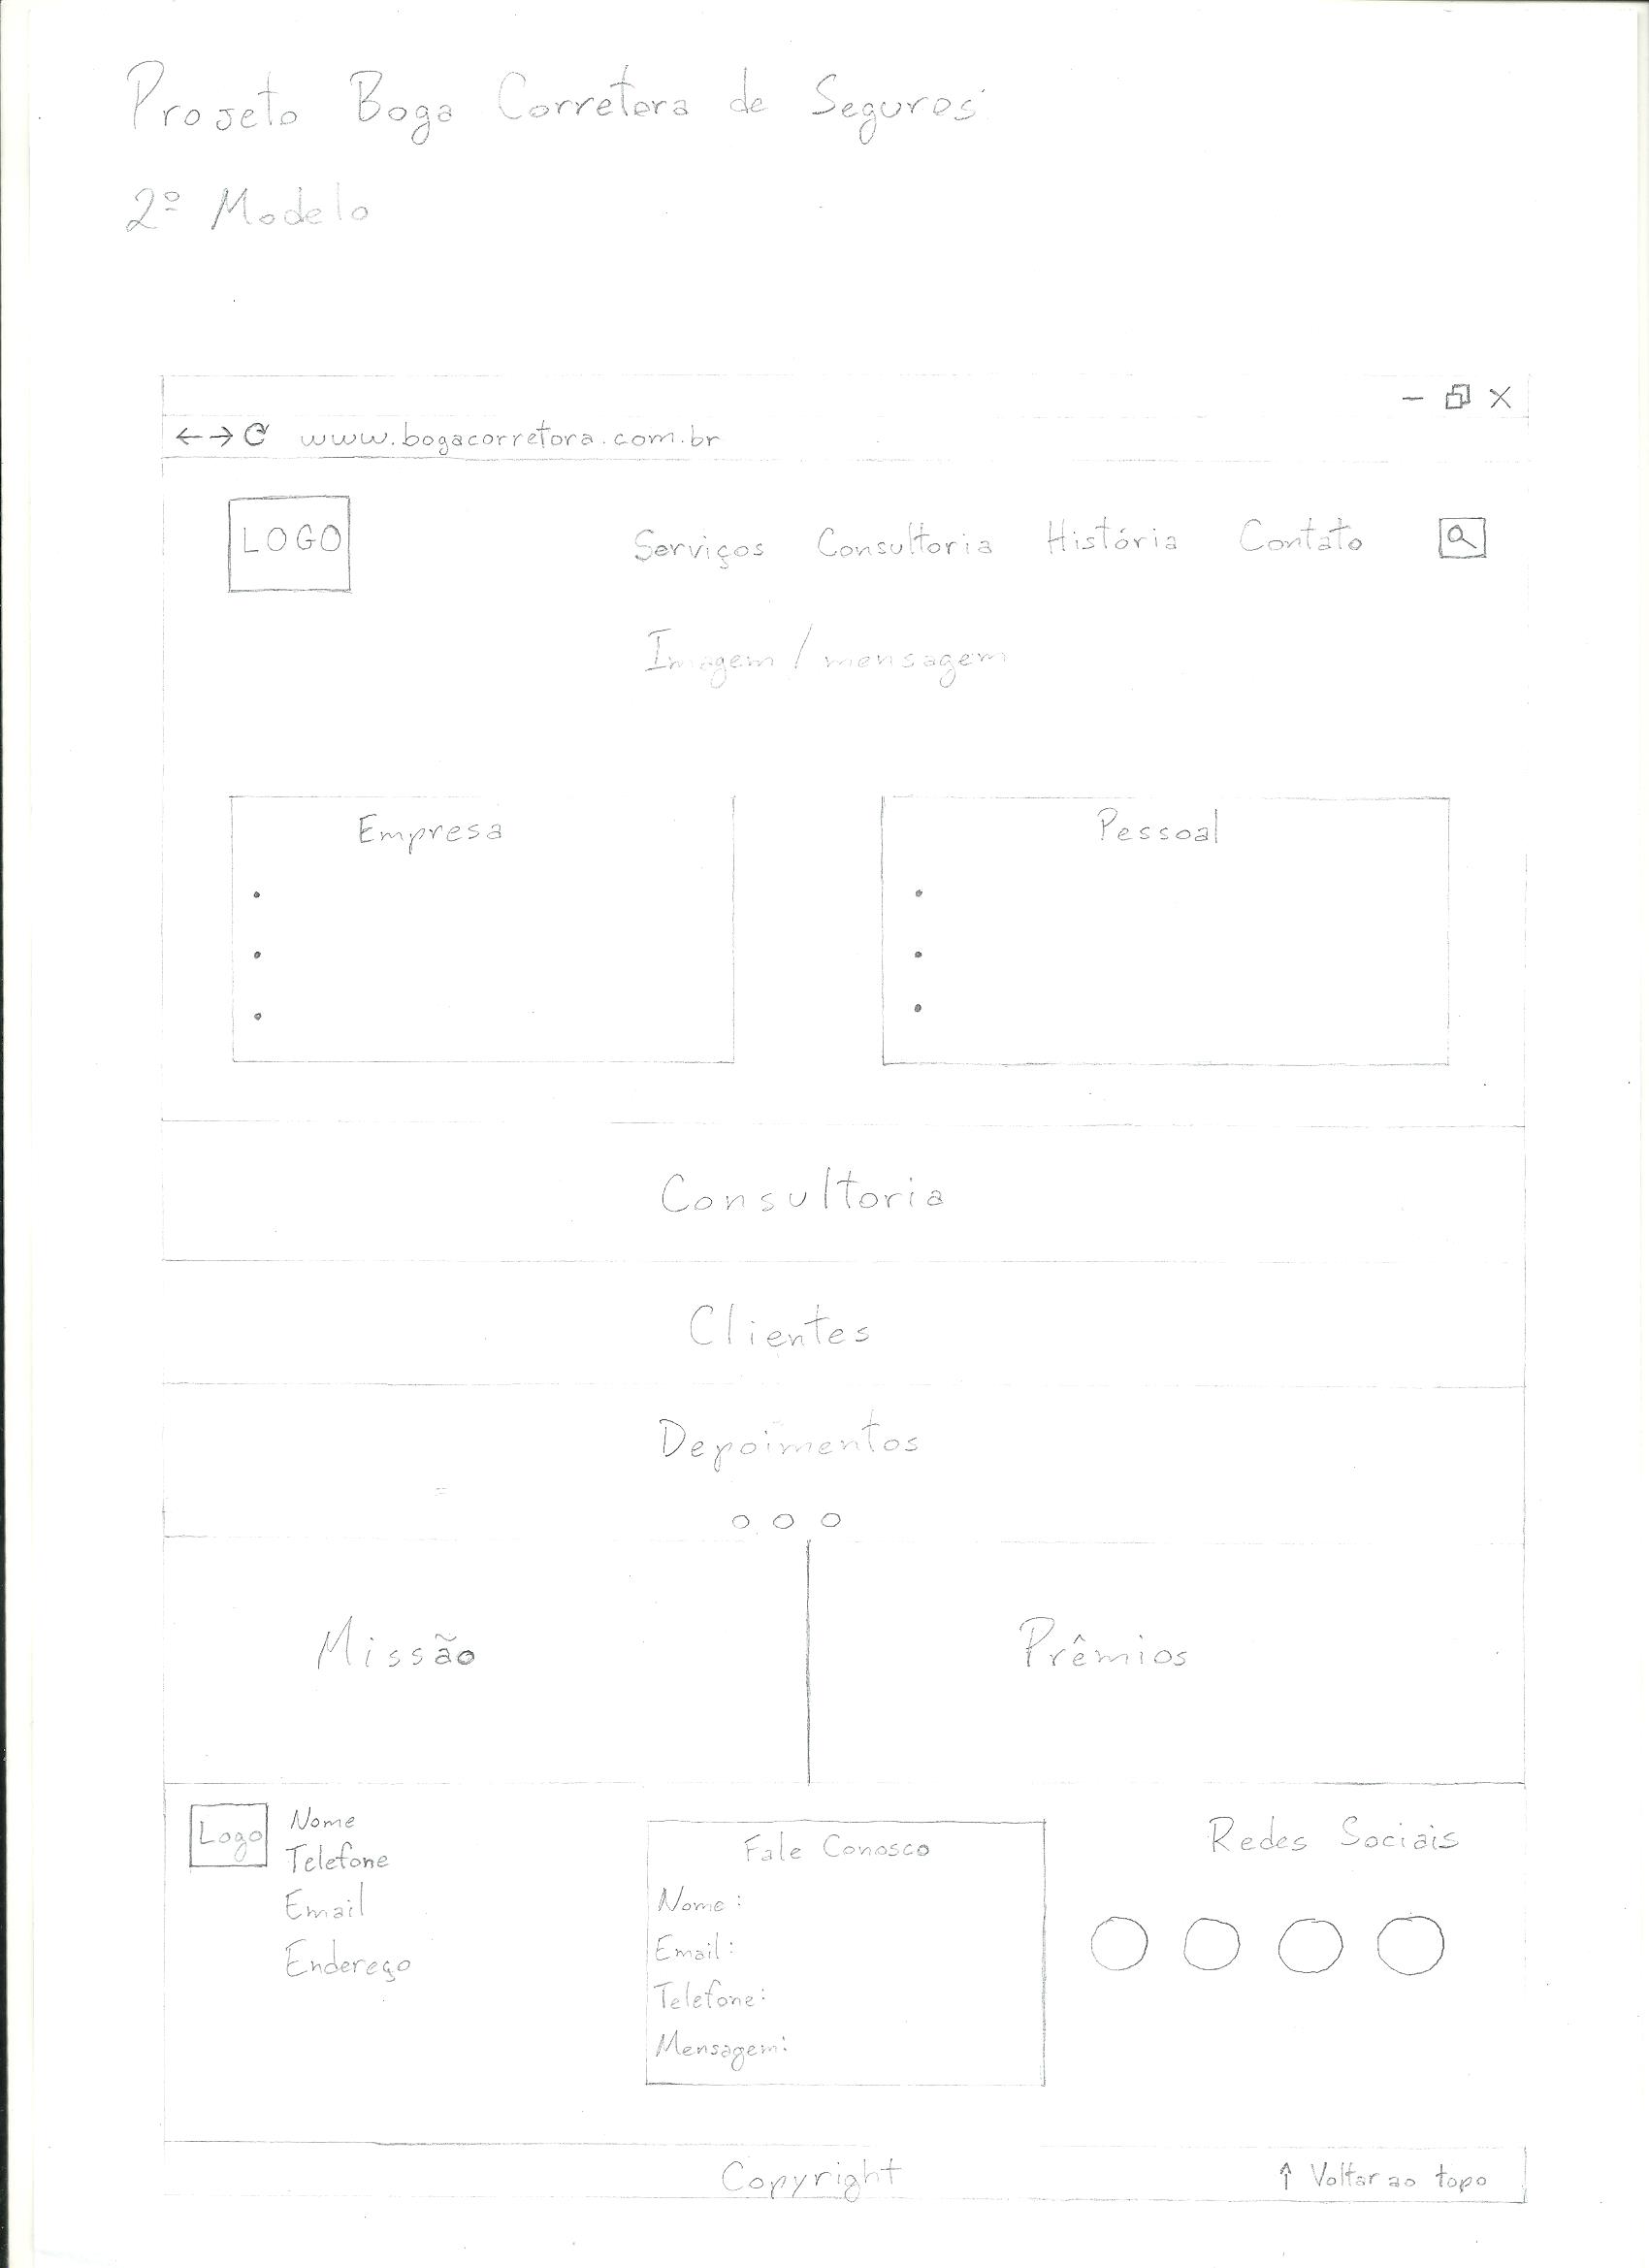 Projeto Boga Corretora de Seguros
2º Modelo
www.bogacorretora.com.br
LOGO Serviços Consultoria História Contato
Imagem / mensagem
Empresa Pessoal
Consultoria
Clientes
Depoimentos
Missão Prêmios
Logo Nome
Telefone
Email
Endereço
Fale Conosco
Nome:
Email:
Telefone:
Mensagem:
Redes Sociais
Copyright ↑ Voltar ao topo